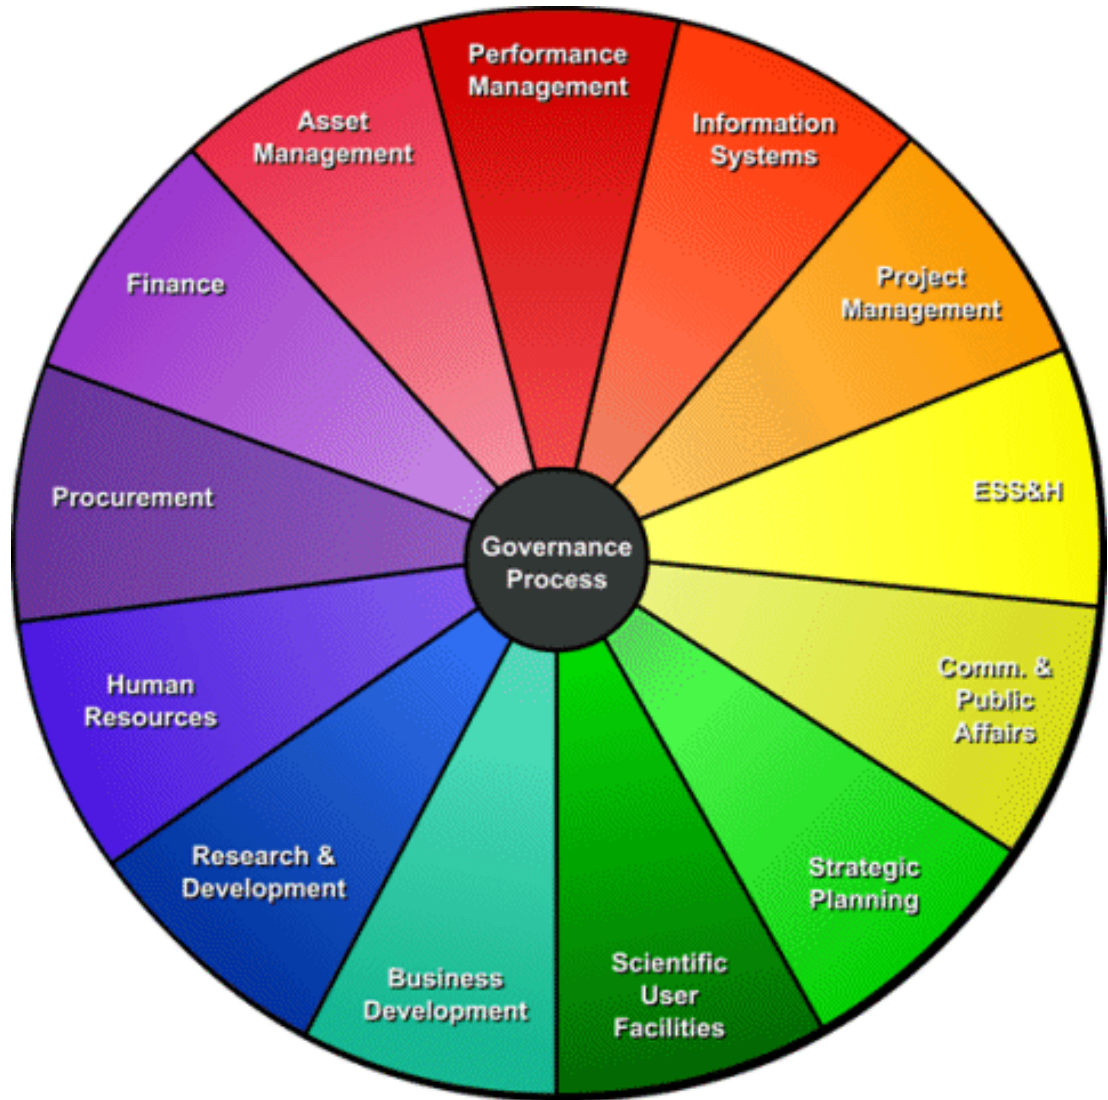 Performance
Management
Information
Systems
Project
Management
ESS&H
Comm. &
Public
Affairs
Strategic
Planning
Scientific
User
Facilities
Business
Development
Research &
Development
Human
Resources
Procurement
Finance
Asset
Management
Governance
Process